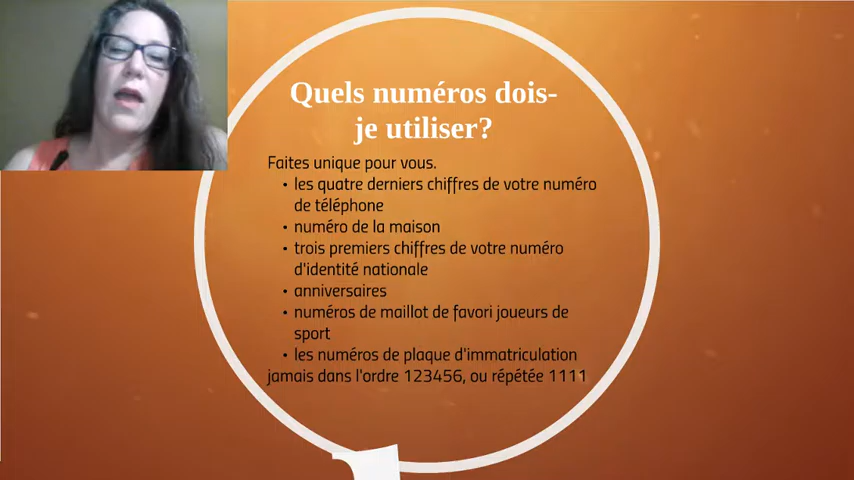 Quels numéros dois-
je utiliser?
Faites unique pour vous.
• les quatre derniers chiffres de votre numéro
de téléphone
• numéro de la maison
• trois premiers chiffres de votre numéro
d'identité nationale
• anniversaires
• numéros de maillot de favori joueurs de
sport
• les numéros de plaque d'immatriculation
jamais dans l'ordre 123456, ou répétée 1111